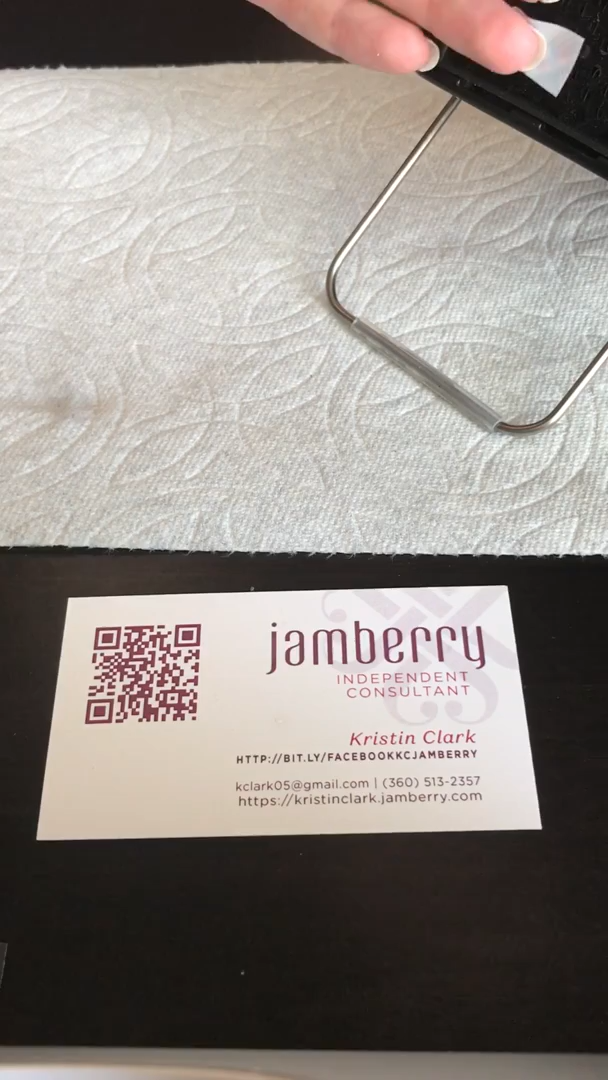 jamberry
INDEPENDENT
CONSULTANT
Kristin Clark
HTTP://BIT.LY/FACEBOOKKCJAMBERRY
kclark05@gmail.com | (360) 513-2357
https://kristinclark.jamberry.com